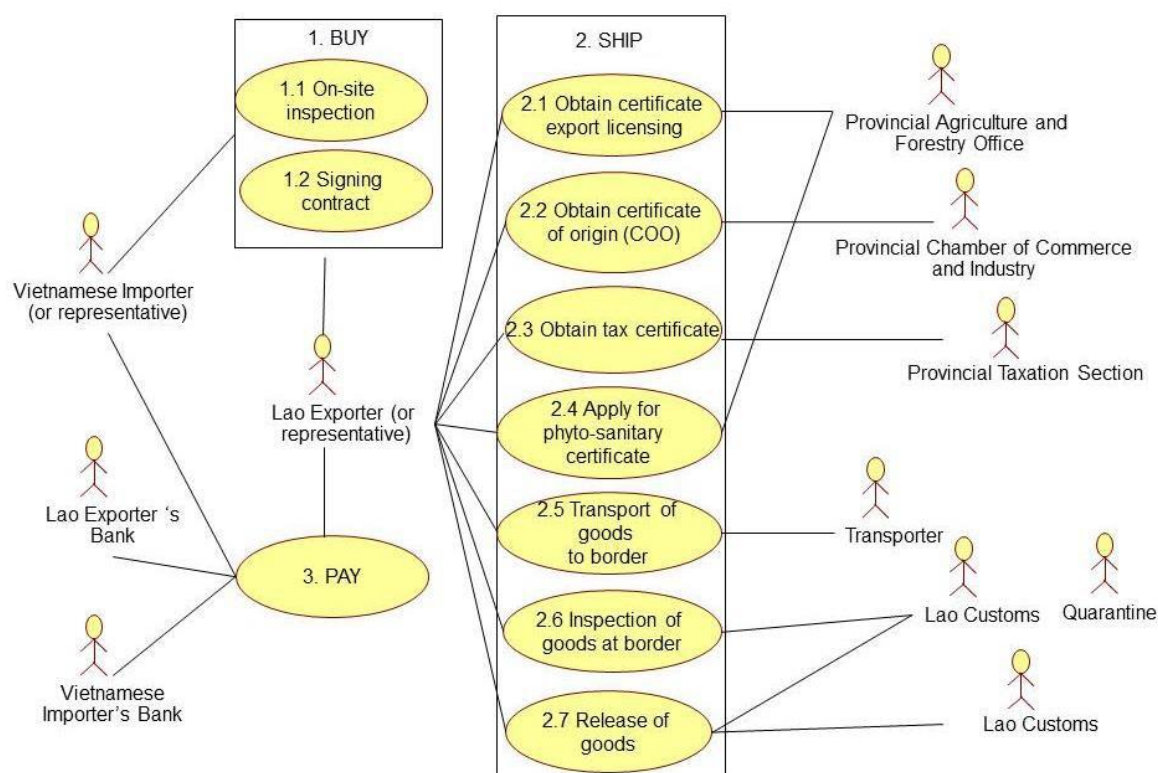 1. BUY
1.1 On-site
inspection
1.2 Signing
contract
Vietnamese Importer
(or representative)
Lao Exporter (or
representative)
Lao Exporter ‘s
Bank
3. PAY
Vietnamese
Importer’s Bank
2. SHIP
2.1 Obtain certificate
export licensing
2.2 Obtain certificate
of origin (COO)
2.3 Obtain tax certificate
2.4 Apply for
phyto-sanitary
certificate
2.5 Transport of
goods
to border
2.6 Inspection of
goods at border
2.7 Release of
goods
Provincial Agriculture and
Forestry Office
Provincial Chamber of Commerce
and Industry
Provincial Taxation Section
Transporter
Lao Customs
Quarantine
Lao Customs